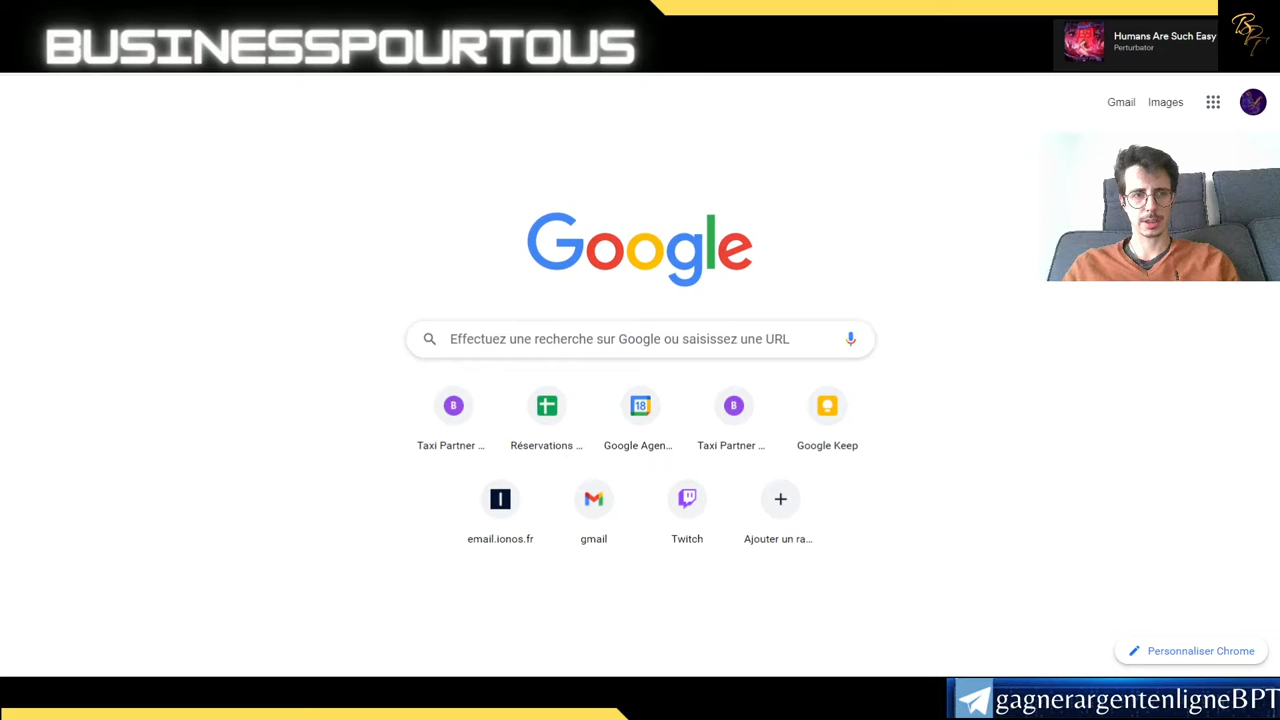 BUSINESSPOURTOUS
Humans Are Such Easy
Perturbator
BPT
Gmail Images
Google
Effectuez une recherche sur Google ou saisissez une URL
B
18
B
Taxi Partner ...
Réservations ...
Google Agen...
Taxi Partner ...
Google Keep
email.ionos.fr
gmail
Twitch
Ajouter un ra...
Personnaliser Chrome
gagnerargentenligneBPT